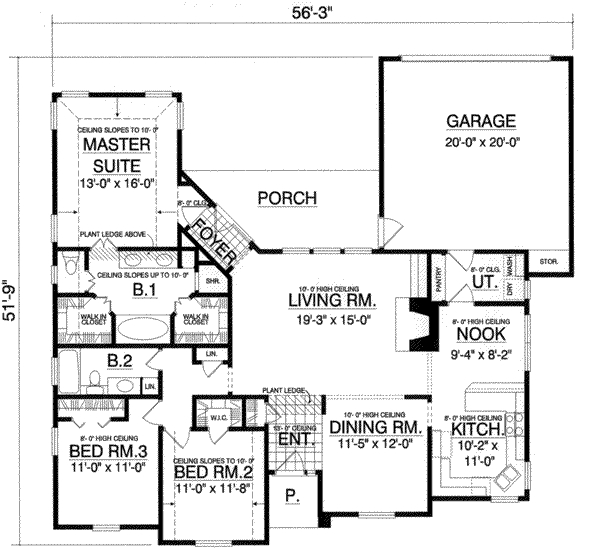 56'-3"
51'-9"
CEILING SLOPES TO 10'- 0"
MASTER
SUITE
13'-0" x 16'-0"
PLANT LEDGE ABOVE
8'- 0" CLG.
FOYER
PORCH
GARAGE
20'-0" x 20'-0"
STOR.
CEILING SLOPES UP TO 10'- 0"
B.1
SHR.
WALK IN
CLOSET
WALK IN
CLOSET
10'- 0" HIGH CEILING
LIVING RM.
19'-3" x 15'-0"
PANTRY
8'- 0" CLG.
UT.
WASH
DRY
8'- 0" HIGH CEILING
NOOK
9'-4" x 8'-2"
B.2
LIN.
LIN.
PLANT LEDGE
W.I.C.
13'- 0" CEILING
ENT.
10'- 0" HIGH CEILING
DINING RM.
11'-5" x 12'-0"
8'- 0" HIGH CEILING
KITCH.
10'-2" x
11'-0"
8'- 0" HIGH CEILING
BED RM.3
11'-0" x 11'-0"
CEILING SLOPES TO 10'- 0"
BED RM.2
11'-0" x 11'-8"
P.